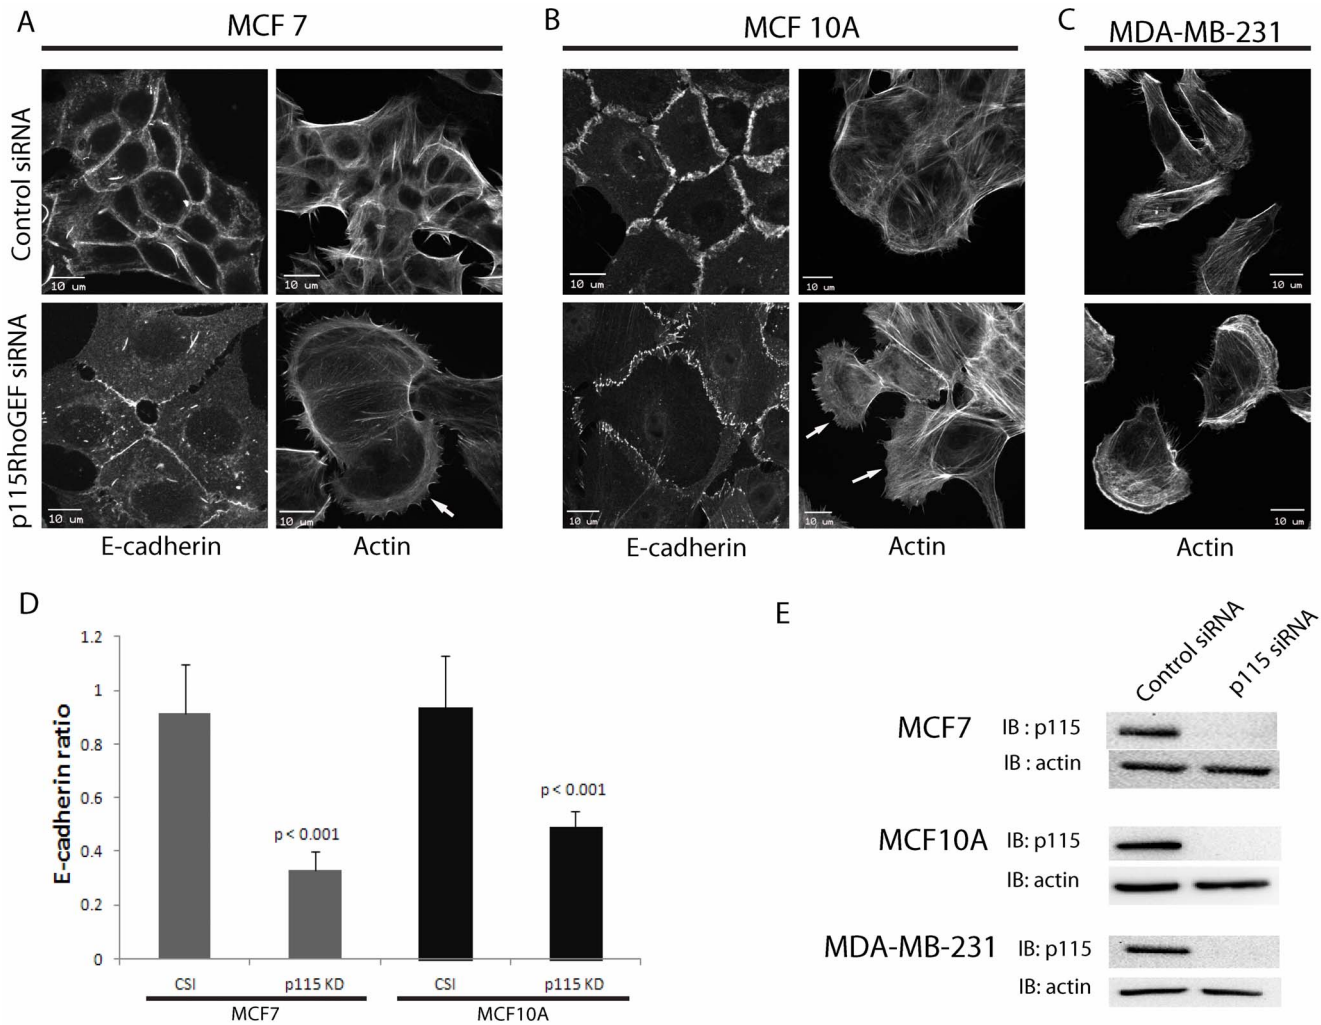 A
MCF 7
B
MCF 10A
C
MDA-MB-231
Control siRNA
10 um
10 um
10 um
10 um
10 um
p115RhoGEF siRNA
10 um
10 um
10 um
10 um
10 um
E-cadherin
Actin
E-cadherin
Actin
Actin
D
E-cadherin ratio
1.2
1
0.8
0.6
0.4
0.2
0
p < 0.001
p < 0.001
CSI
p115 KD
CSI
p115 KD
MCF7
MCF10A
E
Control siRNA
p115 siRNA
MCF7
IB : p115
IB : actin
MCF10A
IB: p115
IB: actin
MDA-MB-231
IB: p115
IB: actin